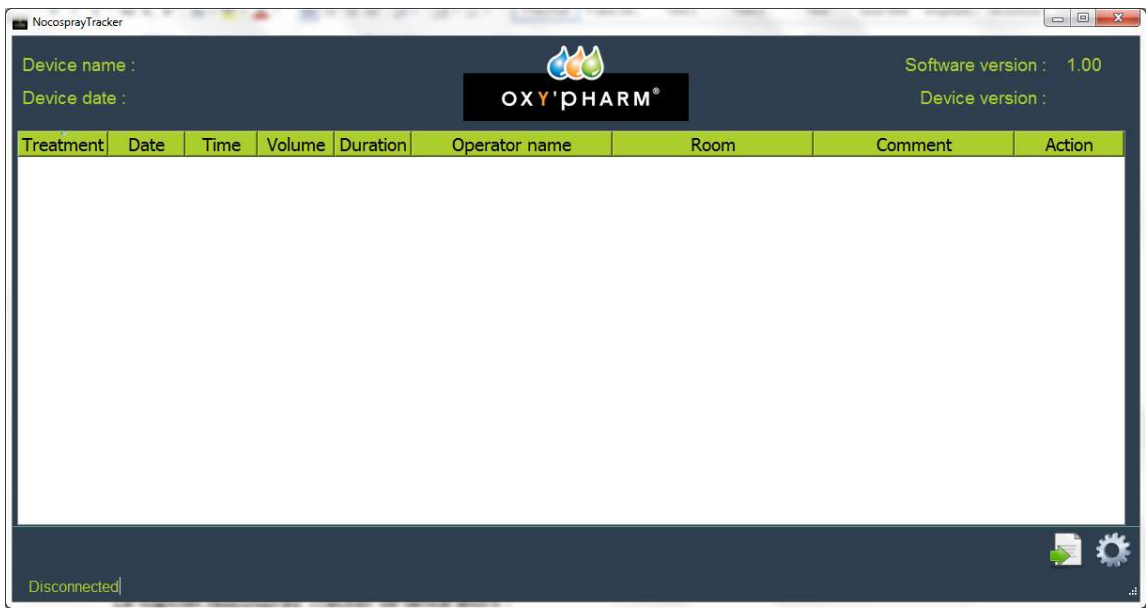 NocosprayTracker
Device name :
Software version : 1.00
Device date :
Device version :
OXY'PHARM®
Treatment Date Time Volume Duration Operator name Room Comment Action
Disconnected